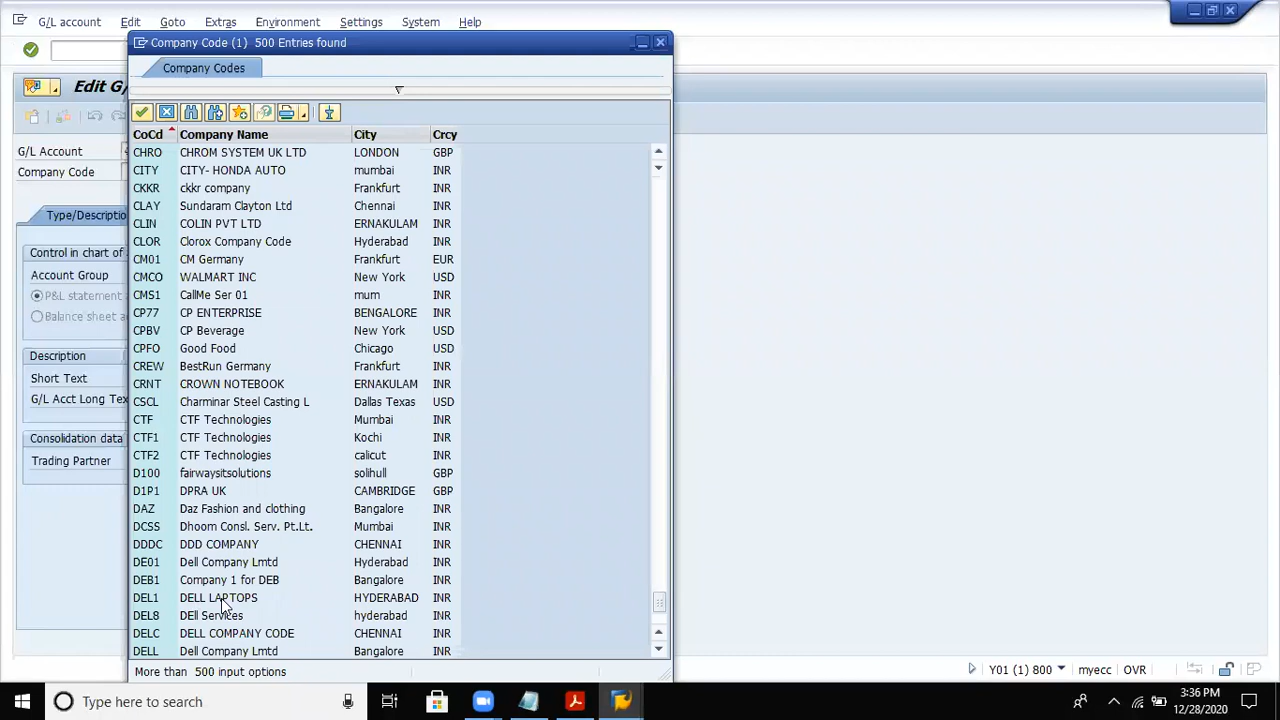 G/L account Edit Goto Extras Environment Settings System Help
Company Code (1) 500 Entries found
Company Codes
Edit G/
G/L Account
Company Code
Type/Descriptio
Control in chart of
Account Group
P&L statement
Balance sheet a
Description
Short Text
G/L Acct Long Tex
Consolidation data
Trading Partner
CoCd Company Name City Crcy
CHRO CHROM SYSTEM UK LTD LONDON GBP
CITY CITY- HONDA AUTO mumbai INR
CKKR ckkr company Frankfurt INR
CLAY Sundaram Clayton Ltd Chennai INR
CLIN COLIN PVT LTD ERNAKULAM INR
CLOR Clorox Company Code Hyderabad INR
CM01 CM Germany Frankfurt EUR
CMCO WALMART INC New York USD
CMS1 CallMe Ser 01 mum INR
CP77 CP ENTERPRISE BENGALORE INR
CPBV CP Beverage New York USD
CPFO Good Food Chicago USD
CREW BestRun Germany Frankfurt INR
CRNT CROWN NOTEBOOK ERNAKULAM INR
CSCL Charminar Steel Casting L Dallas Texas USD
CTF CTF Technologies Mumbai INR
CTF1 CTF Technologies Kochi INR
CTF2 CTF Technologies calicut INR
D100 fairwaysitsolutions solihull GBP
D1P1 DPRA UK CAMBRIDGE GBP
DAZ Daz Fashion and clothing Bangalore INR
DCSS Dhoom Consl. Serv. Pt.Lt. Mumbai INR
DDDC DDD COMPANY CHENNAI INR
DE01 Dell Company Lmtd Hyderabad INR
DEB1 Company 1 for DEB Bangalore INR
DEL1 DELL LAPTOPS HYDERABAD INR
DEL8 DEll Services hyderabad INR
DELC DELL COMPANY CODE CHENNAI INR
DELL Dell Company Lmtd Bangalore INR
More than 500 input options
Y01 (1) 800 myecc OVR
Type here to search
3:36 PM
12/28/2020